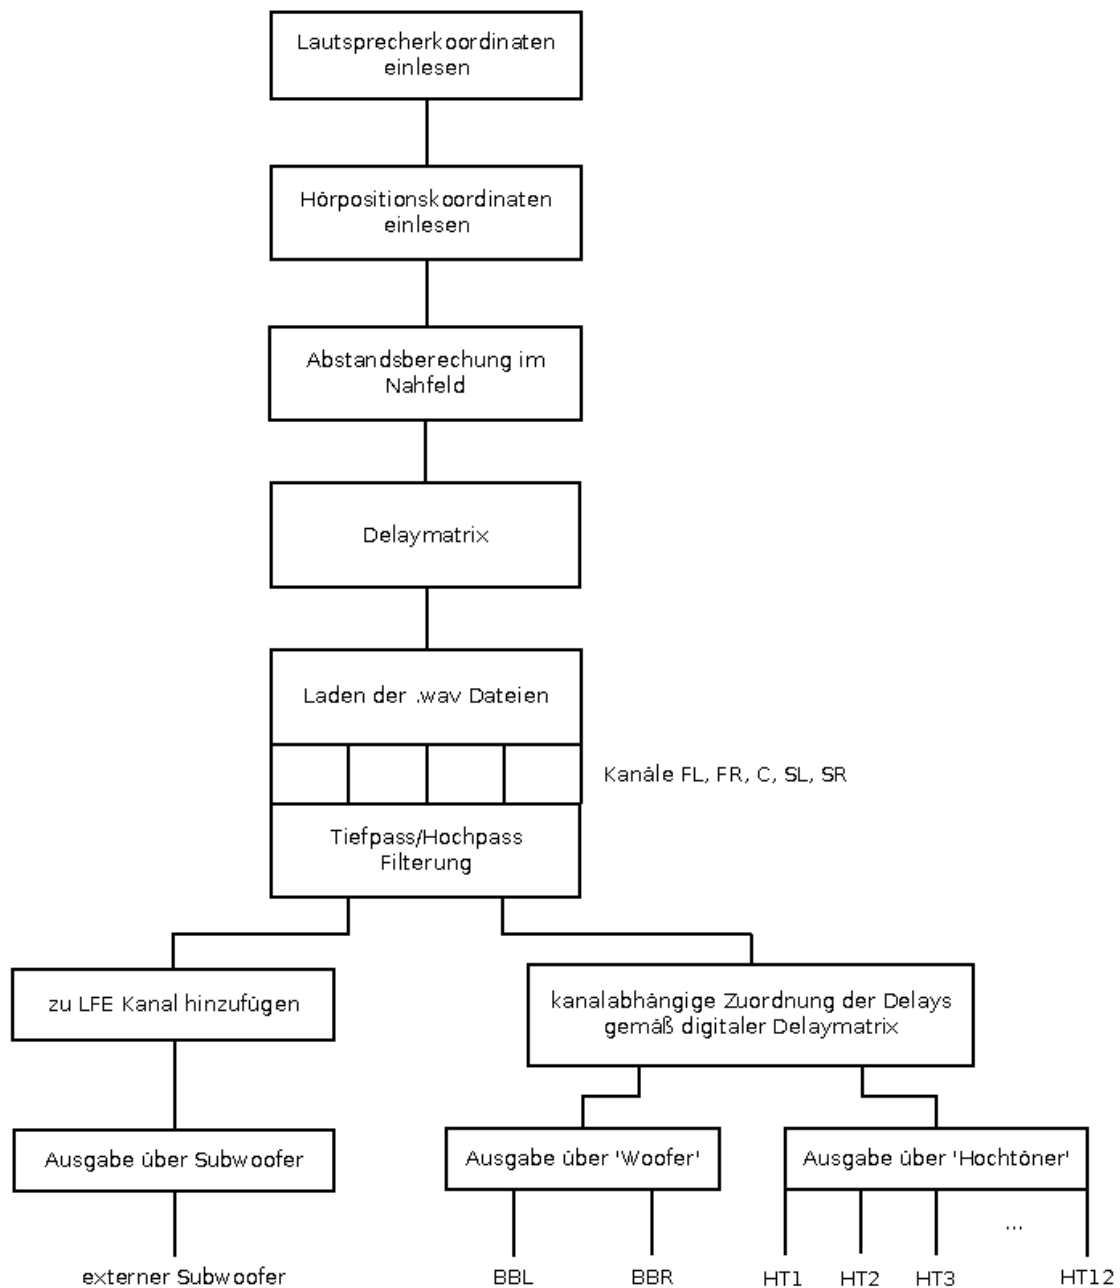 Lautsprecherkoordinaten
einlesen
Hörpositionskoordinaten
einlesen
Abstandsberechung im
Nahfeld
Delaymatrix
Laden der .wav Dateien
Kanäle FL, FR, C, SL, SR
Tiefpass/Hochpass
Filterung
zu LFE Kanal hinzufügen
kanalabhängige Zuordnung der Delays
gemäß digitaler Delaymatrix
Ausgabe über Subwoofer
Ausgabe über 'Woofer'
Ausgabe über 'Hochtöner'
...
externer Subwoofer
BBL
BBR
HT1
HT2
HT3
HT12